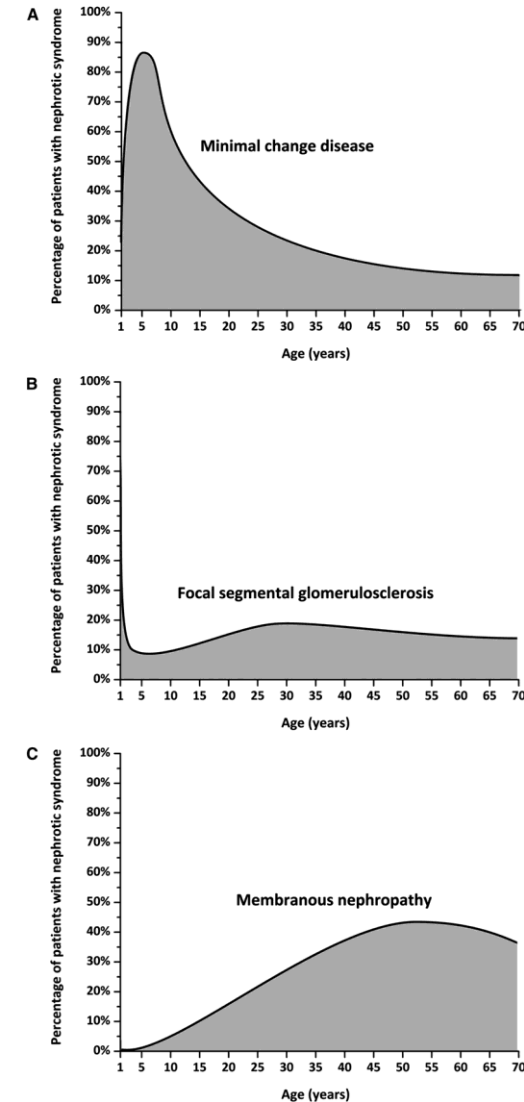 A
Percentage of patients with nephrotic syndrome
100%
90%
80%
70%
60%
50%
40%
30%
20%
10%
0%
Minimal change disease
1 5 10 15 20 25 30 35 40 45 50 55 60 65 70
Age (years)
B
Percentage of patients with nephrotic syndrome
100%
90%
80%
70%
60%
50%
40%
30%
20%
10%
0%
Focal segmental glomerulosclerosis
1 5 10 15 20 25 30 35 40 45 50 55 60 65 70
Age (years)
C
Percentage of patients with nephrotic syndrome
100%
90%
80%
70%
60%
50%
40%
30%
20%
10%
0%
Membranous nephropathy
1 5 10 15 20 25 30 35 40 45 50 55 60 65 70
Age (years)